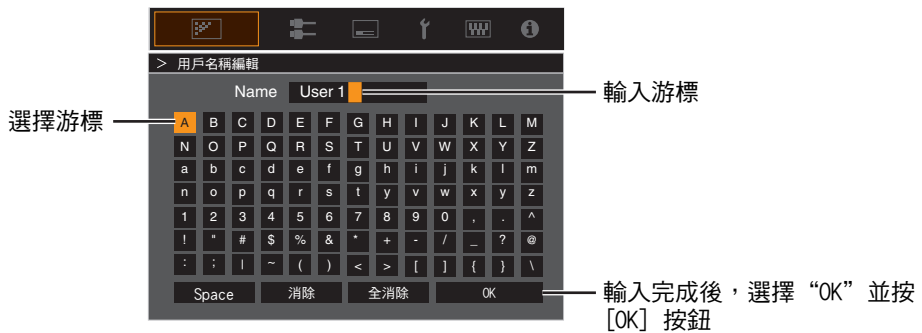 > 用戶名稱編輯
Name User 1
輸入游標
選擇游標
A B C D E F G H I J K L M
N O P Q R S T U V W X Y Z
a b c d e f g h i j k l m
n o p q r s t y v w x y z
1 2 3 4 5 6 7 8 9 0 , . ^
! " # $ % & * + - / _ ? @
: ; | ~ ( ) < > [ ] { } \
Space 消除 全消除 OK
輸入完成後，選擇“OK”並按
[OK] 按鈕